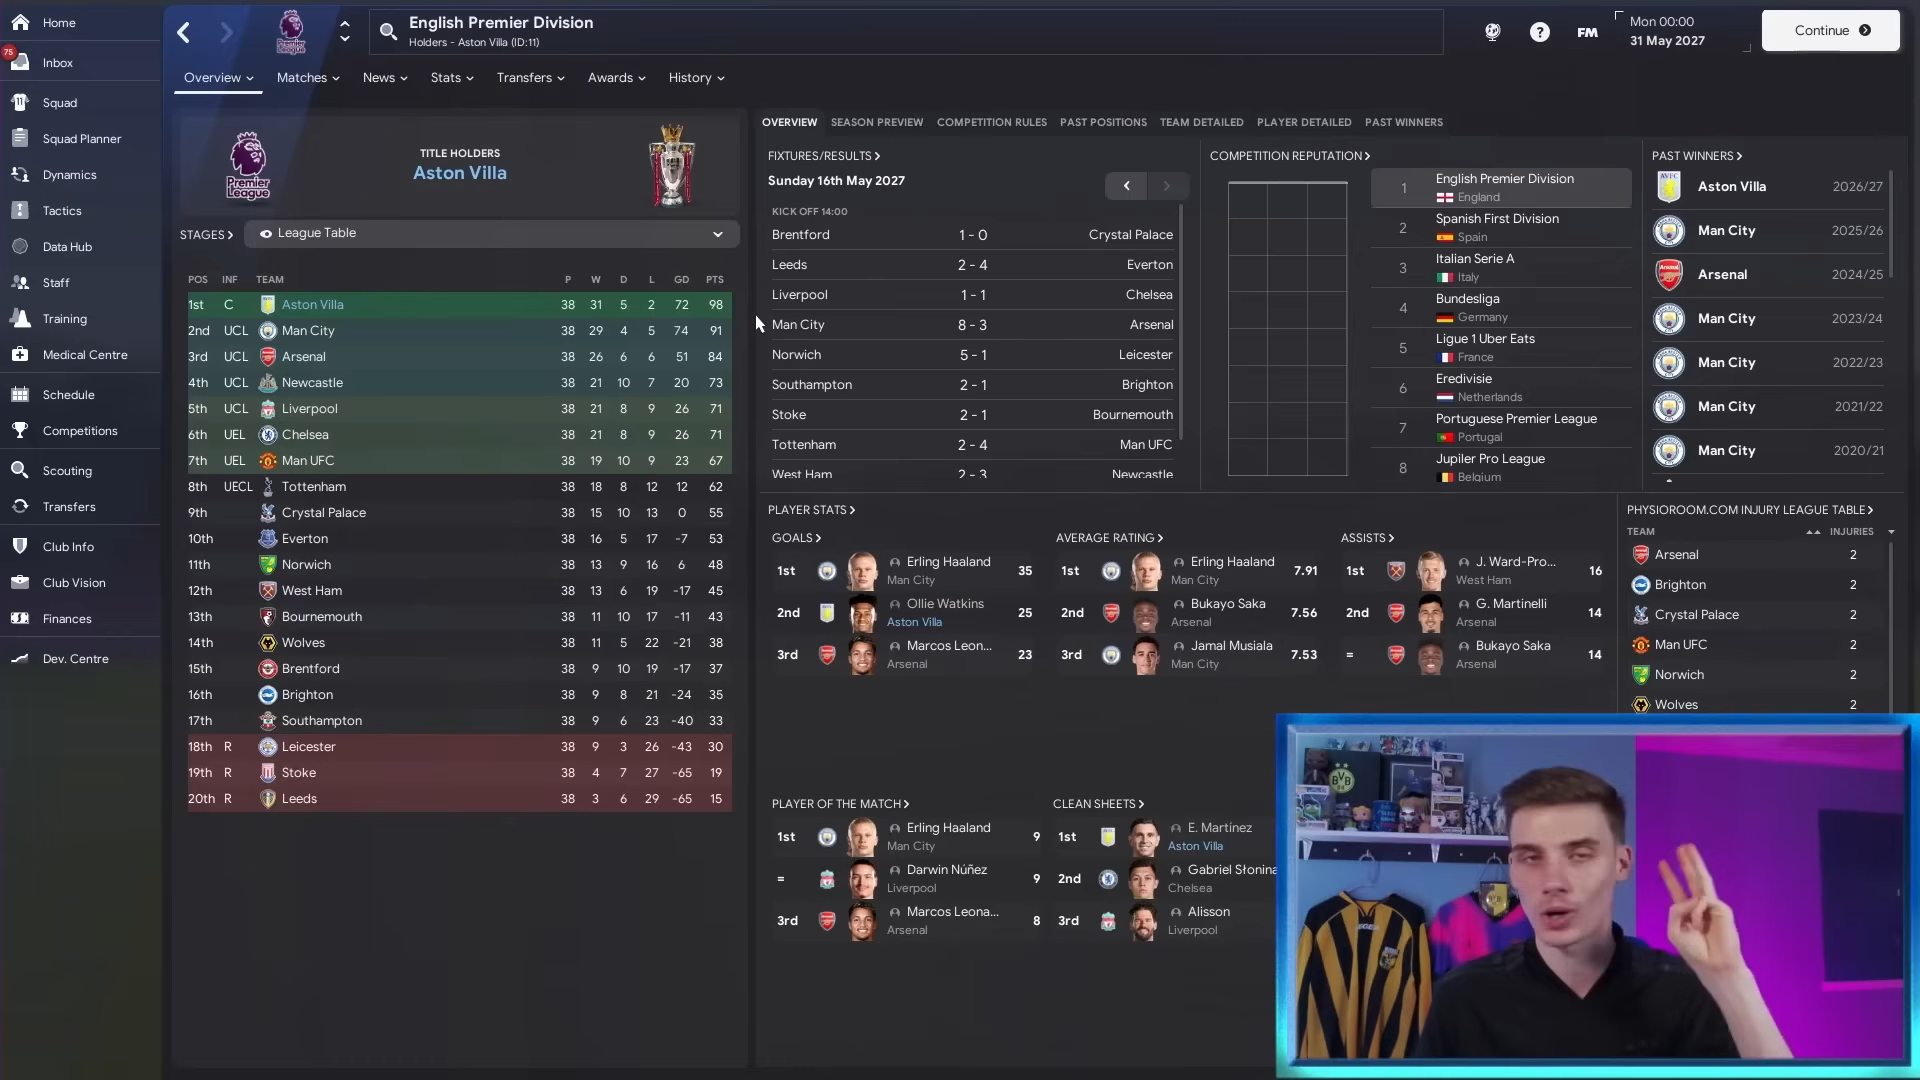 Home
75
Inbox
Squad
Squad Planner
Dynamics
Tactics
Data Hub
Staff
Training
Medical Centre
Schedule
Competitions
Scouting
Transfers
Club Info
Club Vision
Finances
Dev. Centre
Premier League
English Premier Division
Holders - Aston Villa (ID:11)
?
FM
Mon 00:00
31 May 2027
Continue
Overview
Matches
News
Stats
Transfers
Awards
History
Premier League
TITLE HOLDERS
Aston Villa
STAGES
League Table
POS INF TEAM P W D L GD PTS
1st C Aston Villa 38 31 5 2 72 98
2nd UCL Man City 38 29 4 5 74 91
3rd UCL Arsenal 38 26 6 6 51 84
4th UCL Newcastle 38 21 10 7 20 73
5th UCL Liverpool 38 21 8 9 26 71
6th UEL Chelsea 38 21 8 9 26 71
7th UEL Man UFC 38 19 10 9 23 67
8th UECL Tottenham 38 18 8 12 12 62
9th Crystal Palace 38 15 10 13 0 55
10th Everton 38 16 5 17 -7 53
11th Norwich 38 13 9 16 6 48
12th West Ham 38 13 6 19 -17 45
13th Bournemouth 38 11 10 17 -11 43
14th Wolves 38 11 5 22 -21 38
15th Brentford 38 9 10 19 -17 37
16th Brighton 38 9 8 21 -24 35
17th Southampton 38 9 6 23 -40 33
18th R Leicester 38 9 3 26 -43 30
19th R Stoke 38 4 7 27 -65 19
20th R Leeds 38 3 6 29 -65 15
OVERVIEW SEASON PREVIEW COMPETITION RULES PAST POSITIONS TEAM DETAILED PLAYER DETAILED PAST WINNERS
FIXTURES/RESULTS
Sunday 16th May 2027
KICK OFF 14:00
Brentford 1 - 0 Crystal Palace
Leeds 2 - 4 Everton
Liverpool 1 - 1 Chelsea
Man City 8 - 3 Arsenal
Norwich 5 - 1 Leicester
Southampton 2 - 1 Brighton
Stoke 2 - 1 Bournemouth
Tottenham 2 - 4 Man UFC
West Ham 2 - 3 Newcastle
COMPETITION REPUTATION
1 English Premier Division
England
2 Spanish First Division
Spain
3 Italian Serie A
Italy
4 Bundesliga
Germany
5 Ligue 1 Uber Eats
France
6 Eredivisie
Netherlands
7 Portuguese Premier League
Portugal
8 Jupiler Pro League
Belgium
PAST WINNERS
Aston Villa 2026/27
Man City 2025/26
Arsenal 2024/25
Man City 2023/24
Man City 2022/23
Man City 2021/22
Man City 2020/21
PLAYER STATS
GOALS
1st Erling Haaland 35
Man City
2nd Ollie Watkins 25
Aston Villa
3rd Marcos Leon... 23
Arsenal
AVERAGE RATING
1st Erling Haaland 7.91
Man City
2nd Bukayo Saka 7.56
Arsenal
3rd Jamal Musiala 7.53
Man City
ASSISTS
1st J. Ward-Pro... 16
West Ham
2nd G. Martinelli 14
Arsenal
= Bukayo Saka 14
Arsenal
PHYSIOROOM.COM INJURY LEAGUE TABLE
TEAM INJURIES
Arsenal 2
Brighton 2
Crystal Palace 2
Man UFC 2
Norwich 2
Wolves 2
PLAYER OF THE MATCH
1st Erling Haaland 9
Man City
= Darwin Núñez 9
Liverpool
3rd Marcos Leona... 8
Arsenal
CLEAN SHEETS
1st E. Martínez
Aston Villa
2nd Gabriel Słonina
Chelsea
3rd Alisson
Liverpool
BVB
09